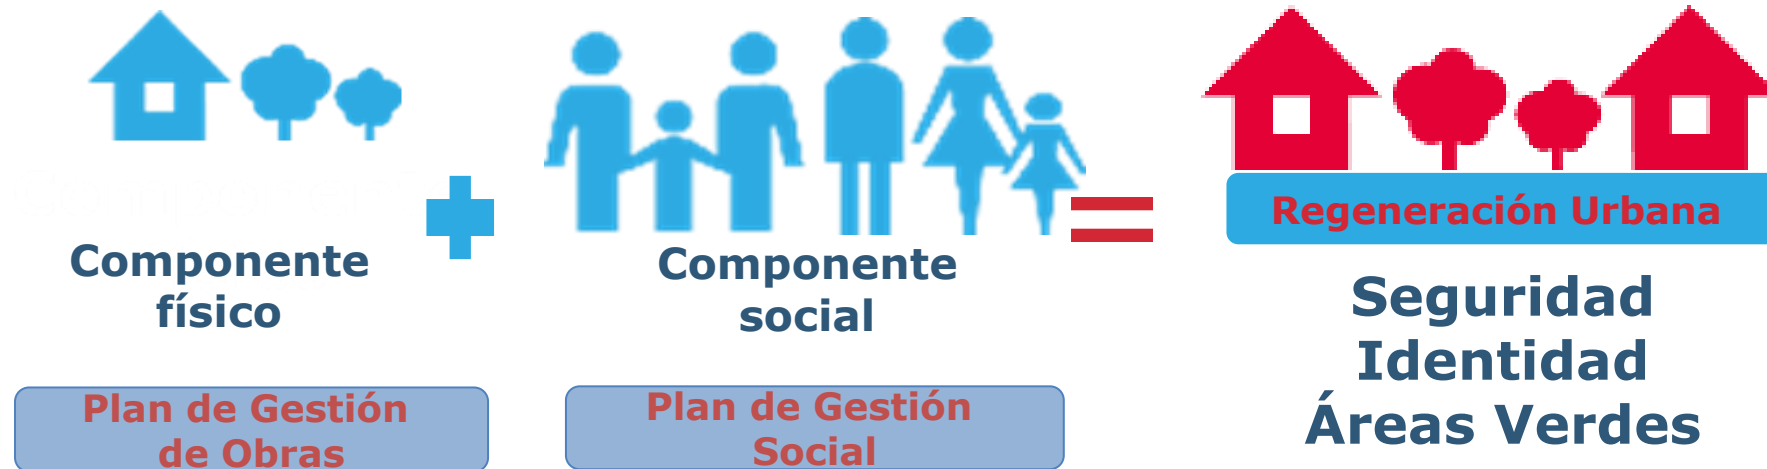 Componente
físico
Plan de Gestión
de Obras
Componente
social
Plan de Gestión
Social
Regeneración Urbana
Seguridad
Identidad
Áreas Verdes